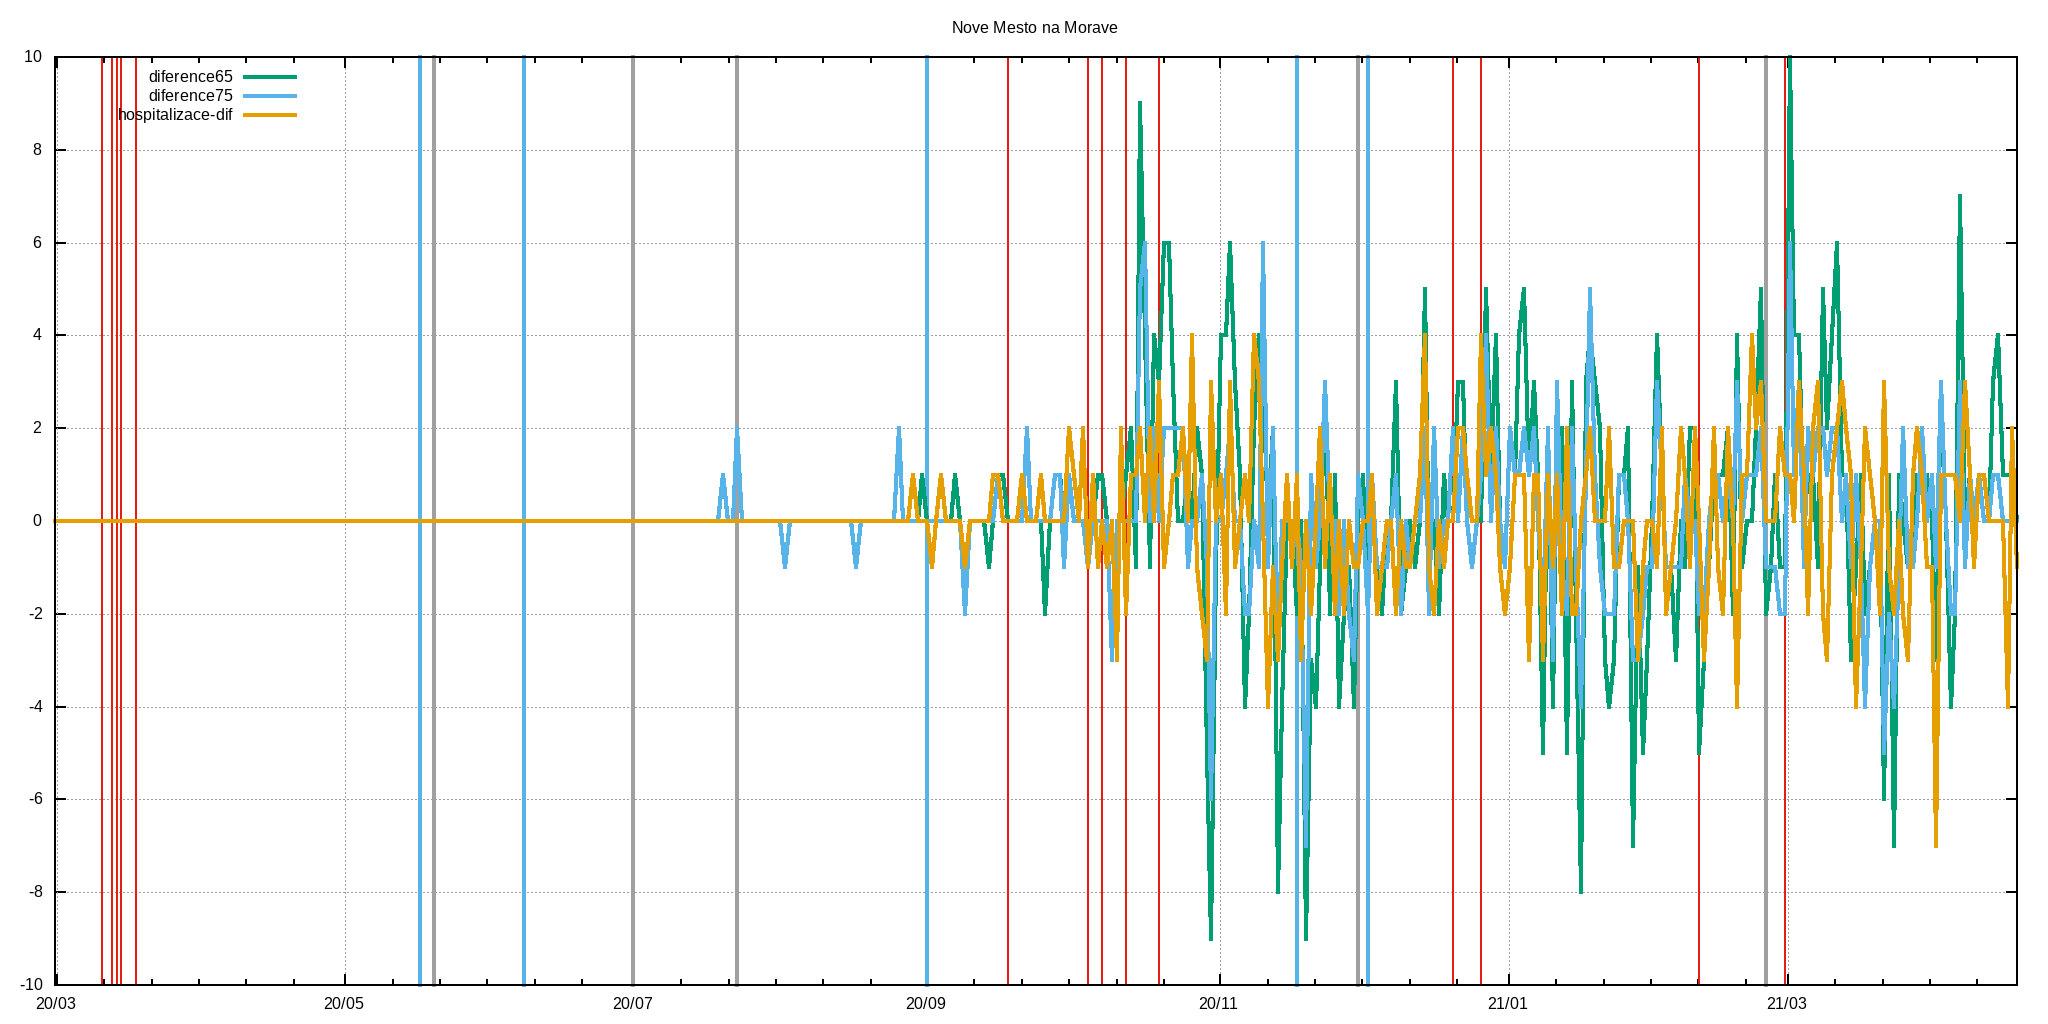 Nove Mesto na Morave
diference65
diference75
hospitalizace-dif
10
8
6
4
2
0
-2
-4
-6
-8
-10
20/03 20/05 20/07 20/09 20/11 21/01 21/03